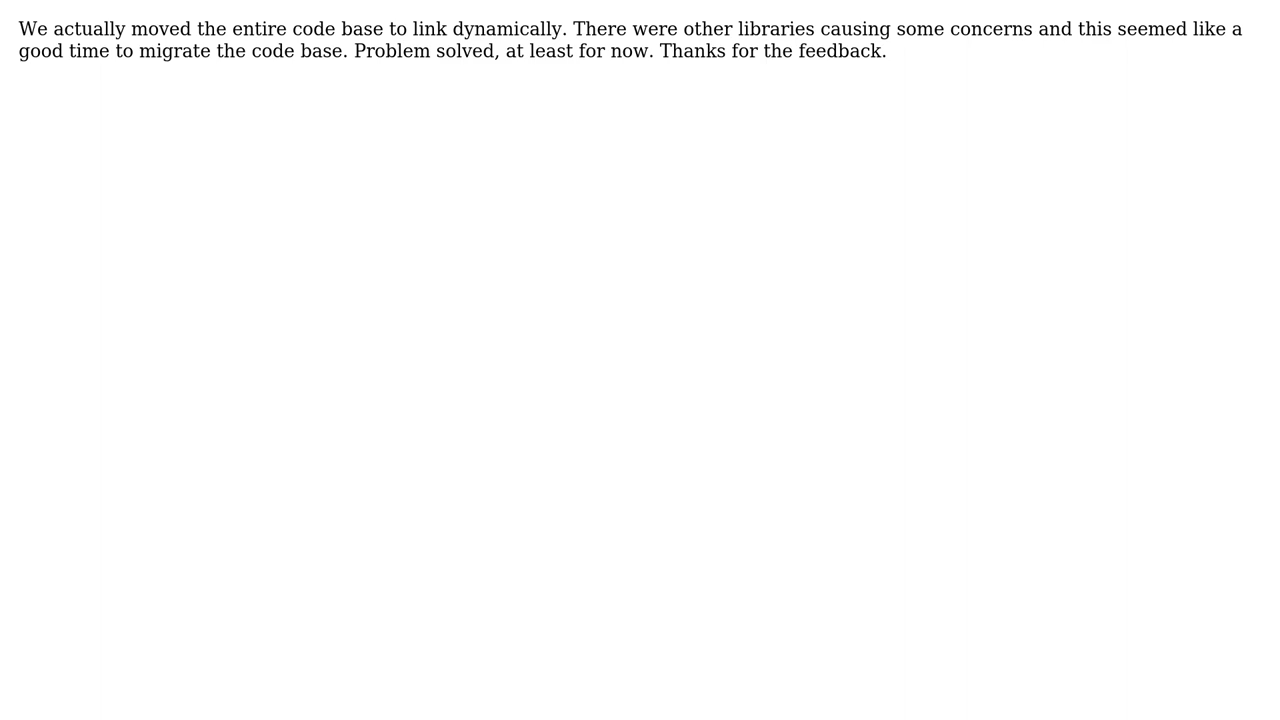 We actually moved the entire code base to link dynamically. There were other libraries causing some concerns and this seemed like a
good time to migrate the code base. Problem solved, at least for now. Thanks for the feedback.